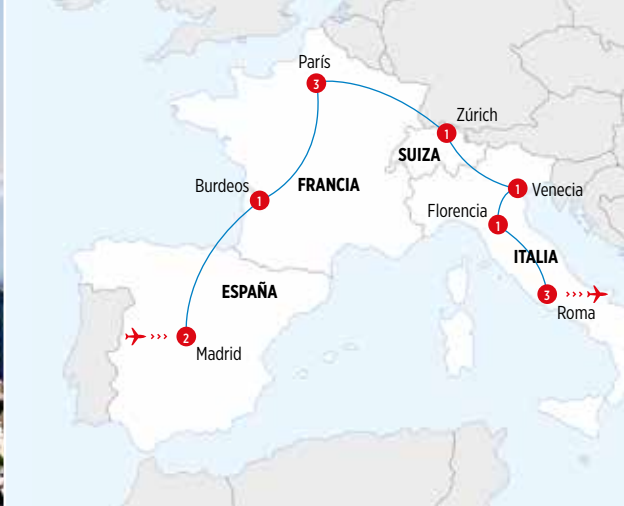 París
3
Zúrich
1
SUIZA
Burdeos
1
FRANCIA
1
Venecia
Florencia
1
ITALIA
ESPAÑA
3
Roma
2
Madrid